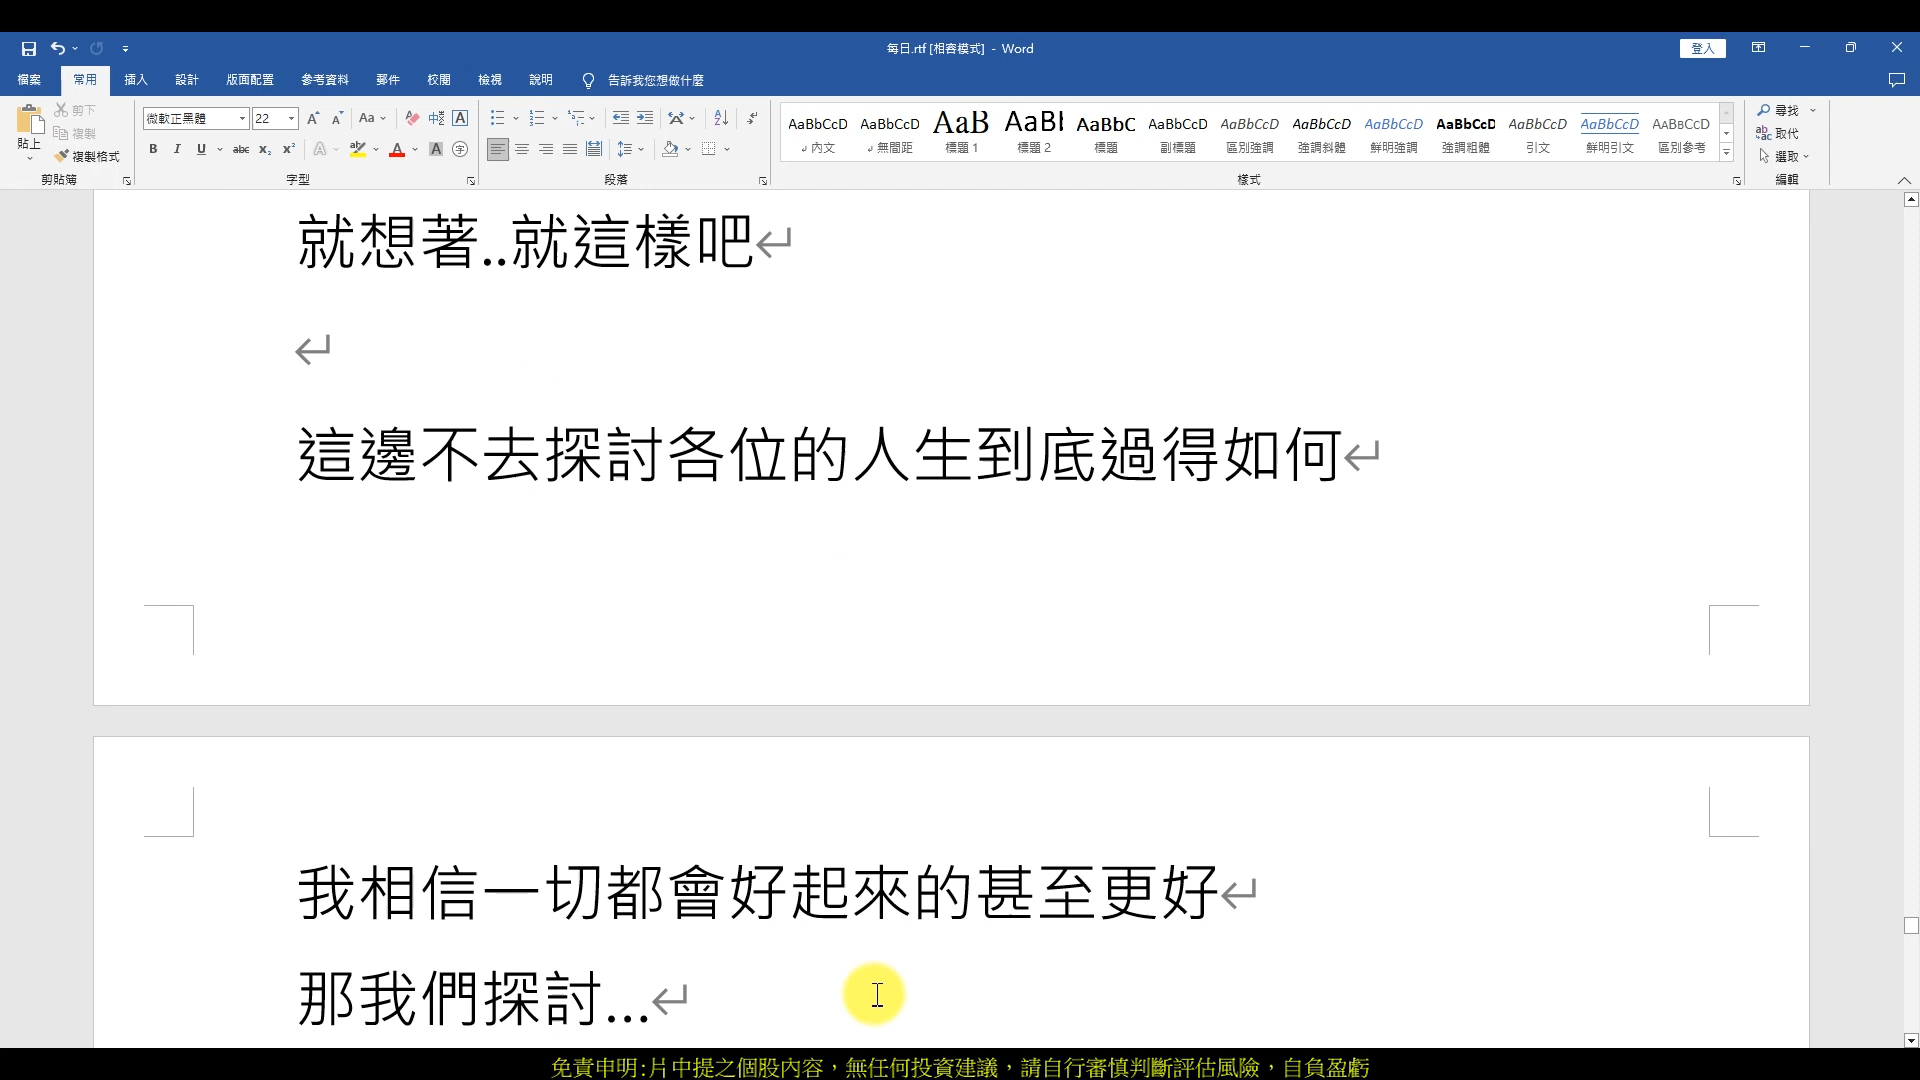 每日.rtf [相容模式] - Word
登入
檔案 常用 插入 設計 版面配置 參考資料 郵件 校閱 檢視 說明 告訴我您想做什麼
貼上
剪下
複製
複製格式
剪貼簿
微軟正黑體 22
字型
段落
AaBbCcD AaBbCcD AaB AaBl AaBbC AaBbCcD AaBbCcD AaBbCcD AaBbCcD AaBbCcD AaBbCcD AaBbCcD AaBbCcD
內文 無間距 標題 1 標題 2 標題 副標題 區別強調 強調斜體 鮮明強調 強調粗體 引文 鮮明引文 區別參考
樣式
尋找
取代
選取
編輯
就想著..就這樣吧
這邊不去探討各位的人生到底過得如何
我相信一切都會好起來的甚至更好
那我們探討...
免責申明:片中提之個股內容，無任何投資建議，請自行審慎判斷評估風險，自負盈虧